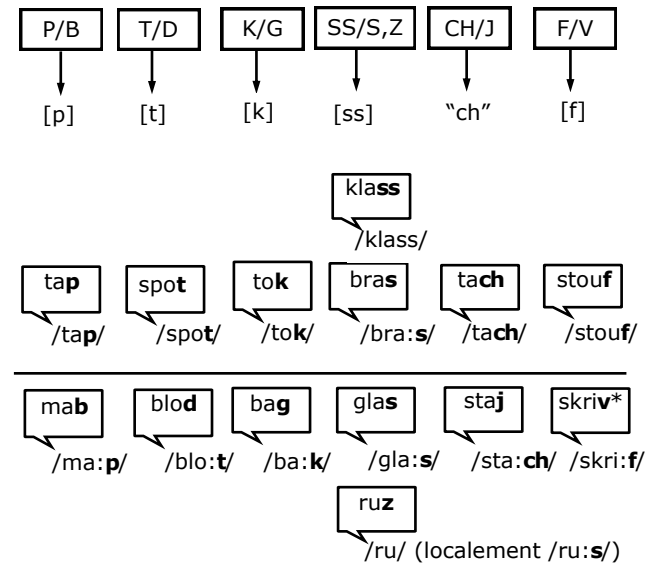 P/B T/D K/G SS/S,Z CH/J F/V
[p] [t] [k] [ss] “ch” [f]
klass
/klass/
tap spot tok bras tach stouf
/tap/ /spot/ /tok/ /bra:s/ /tach/ /stouf/
mab blod bag glas staj skriv*
/ma:p/ /blo:t/ /ba:k/ /gla:s/ /sta:ch/ /skri:f/
ruz
/ru/ (localement /ru:s/)